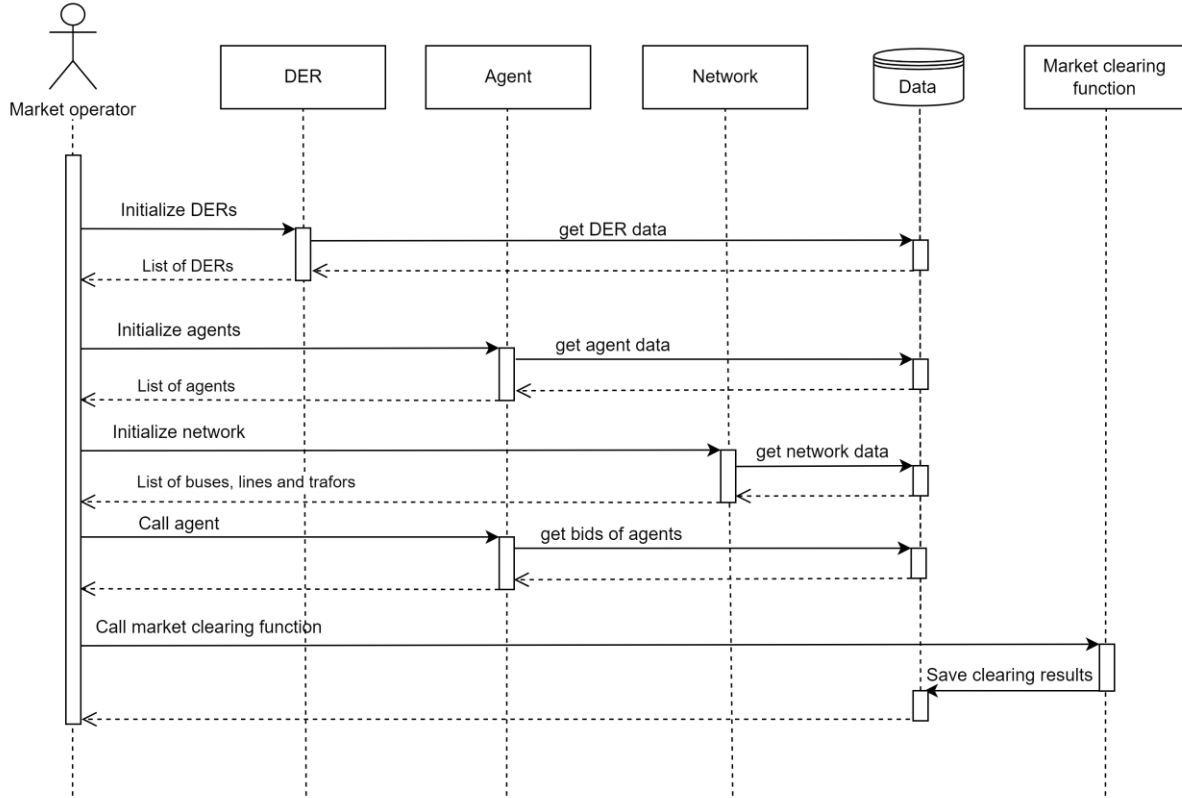 Market operator
DER
Agent
Network
Data
Market clearing
function
Initialize DERs
get DER data
List of DERs
Initialize agents
get agent data
List of agents
Initialize network
get network data
List of buses, lines and trafors
Call agent
get bids of agents
Call market clearing function
Save clearing results